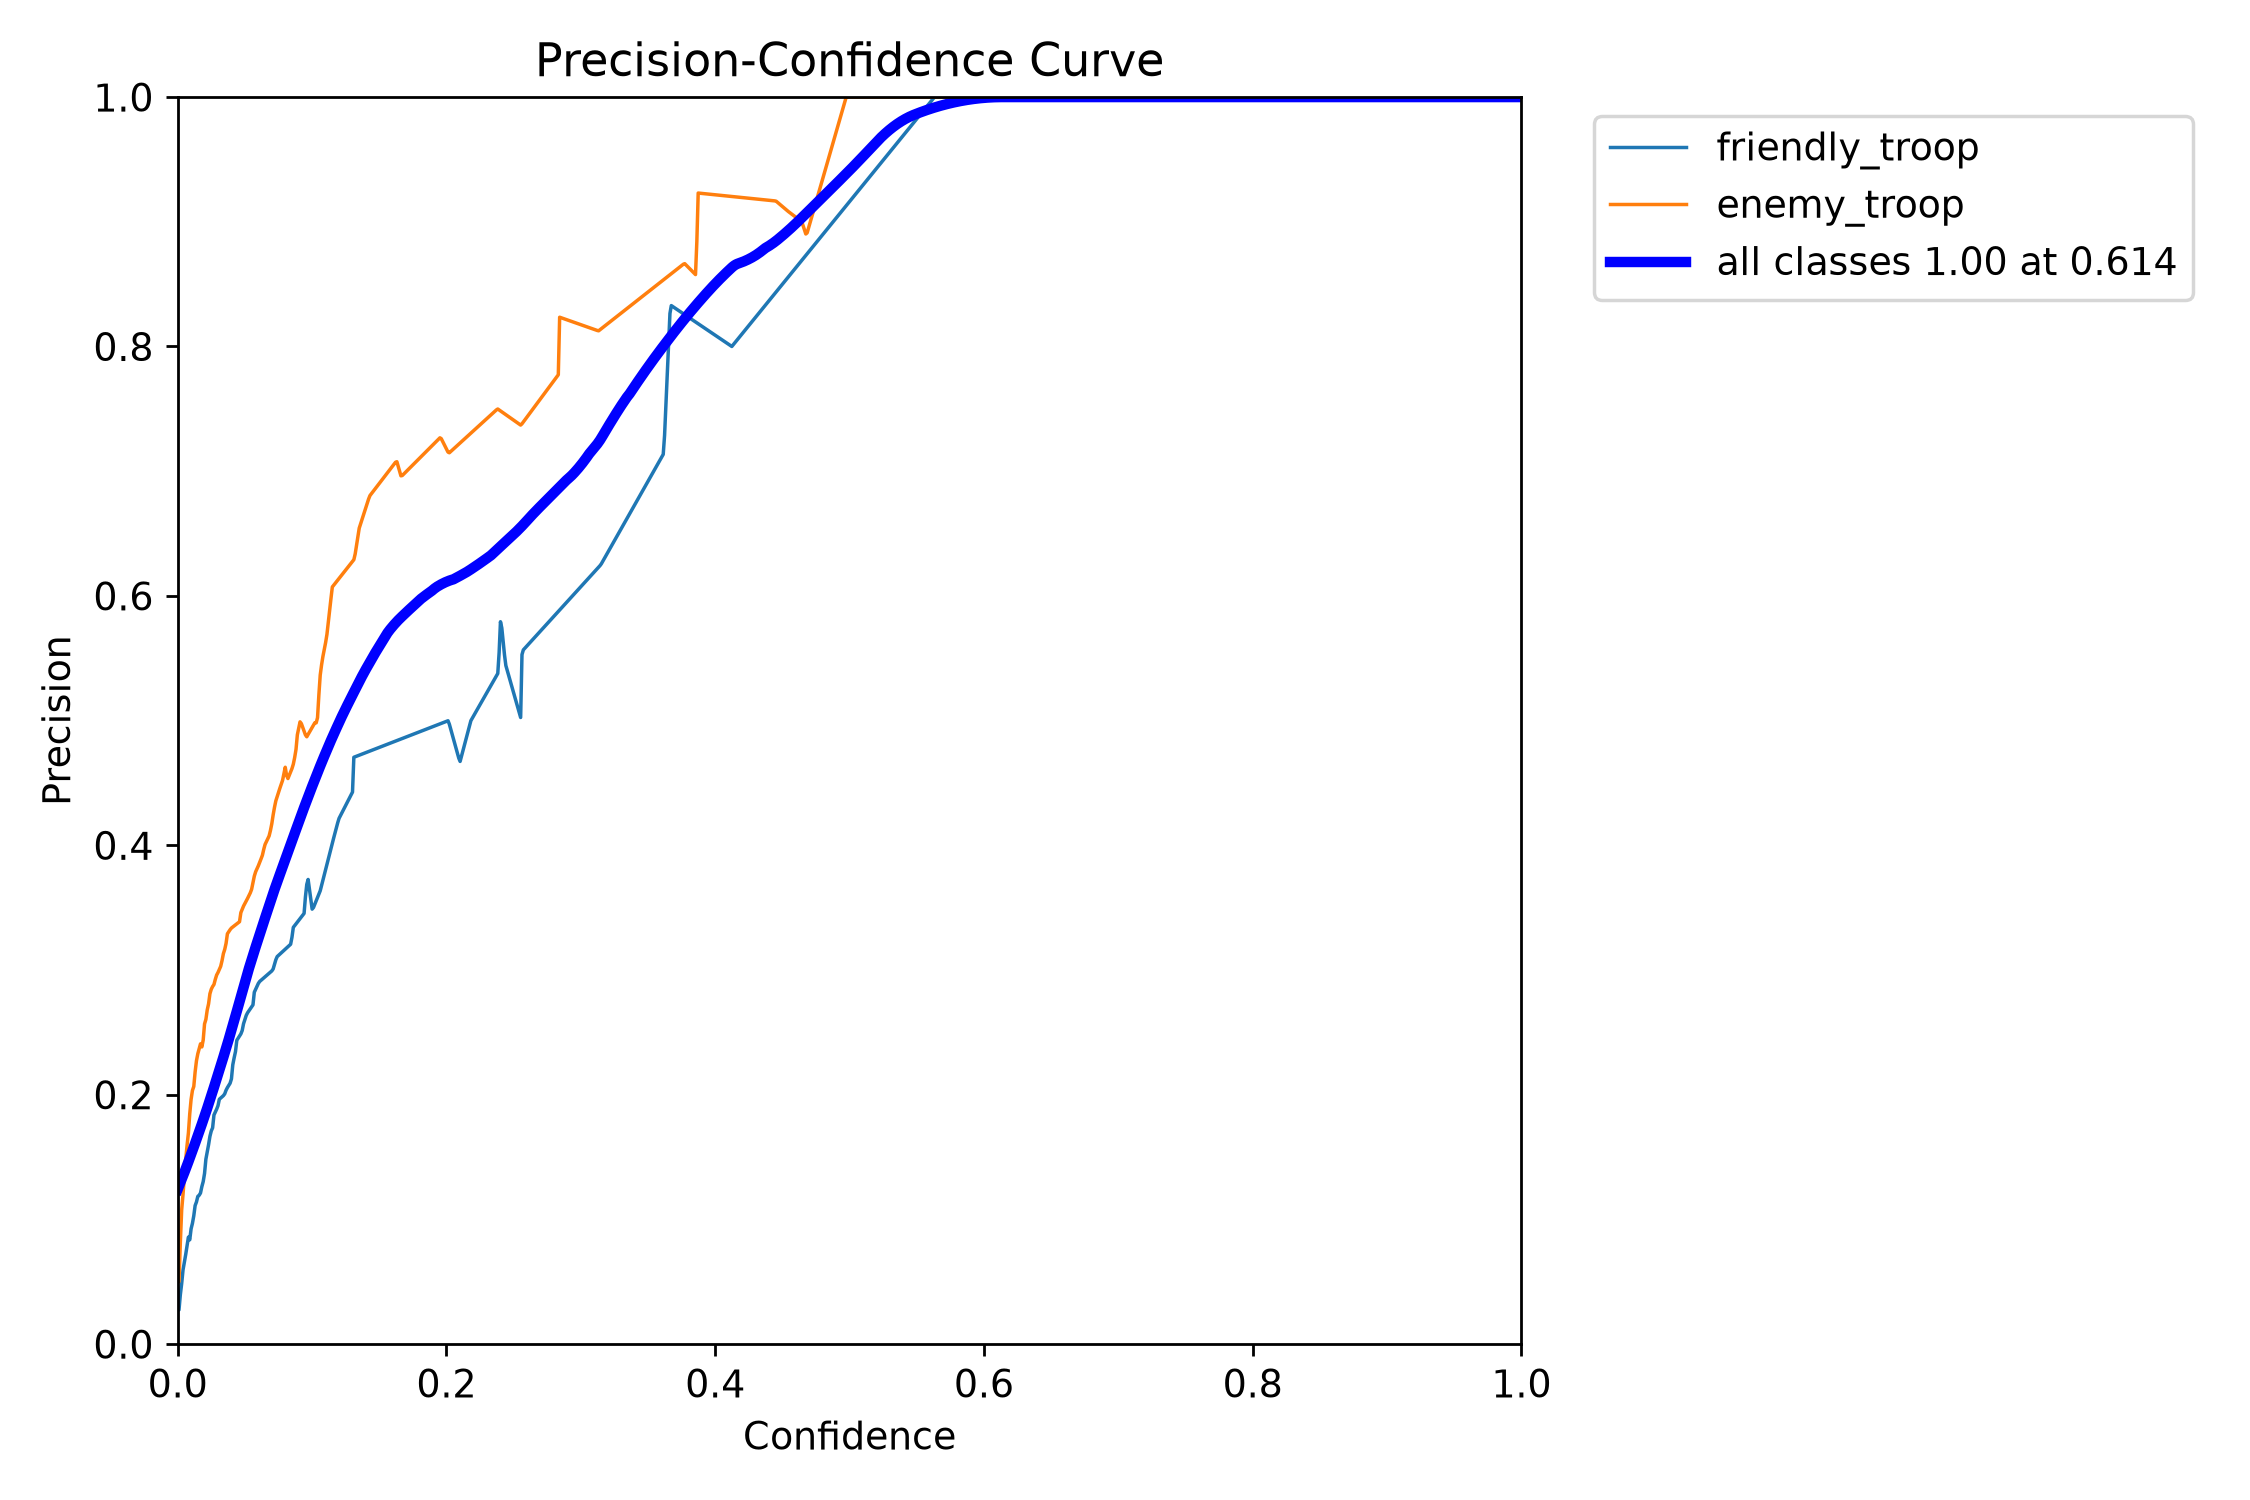 Precision-Confidence Curve
1.0
0.8
0.6
0.4
0.2
0.0
Precision
0.0 0.2 0.4 0.6 0.8 1.0
Confidence
friendly_troop
enemy_troop
all classes 1.00 at 0.614